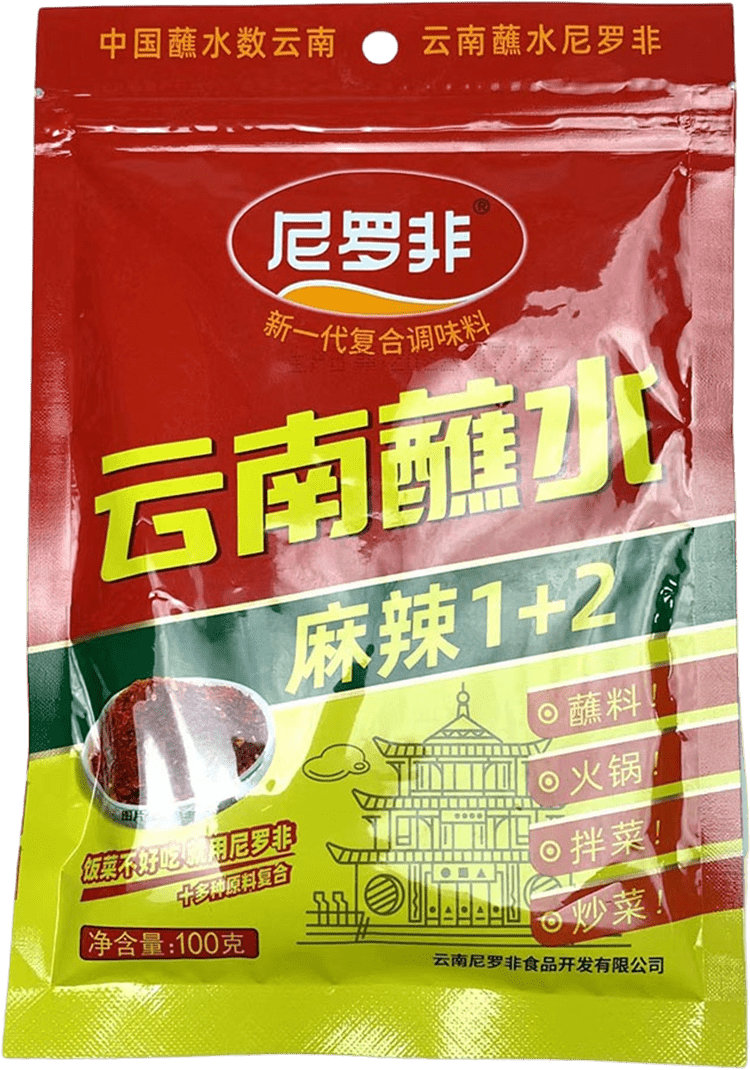 中国蘸水数云南 云南蘸水尼罗非
尼罗非®
新一代复合调味料
云南蘸水
麻辣1+2
蘸料!
火锅!
拌菜!
炒菜!
图片
饭菜不好吃 就用尼罗非
十多种原料复合
净含量:100克
云南尼罗非食品开发有限公司